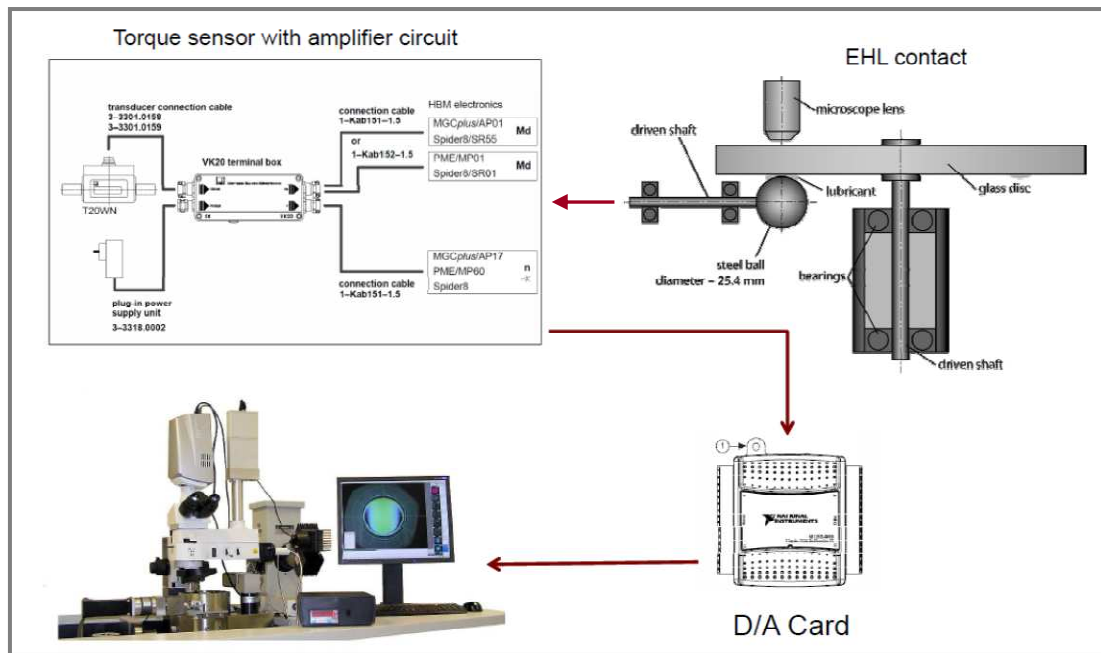 Torque sensor with amplifier circuit
transducer connection cable
3–3301.0158
3–3301.0159
VK20 terminal box
T20WN
plug-in power
supply unit
3–3318.0002
connection cable
1–Kab151–1.5
or
1–Kab152–1.5
HBM electronics
MGCplus/AP01
Spider8/SR55
Md
PME/MP01
Spider8/SR01
Md
MGCplus/AP17
PME/MP60
Spider8
n
connection cable
1–Kab151–1.5
VK20
EHL contact
microscope lens
driven shaft
glass disc
lubricant
steel ball
diameter – 25.4 mm
bearings
driven shaft
1
NATIONAL
INSTRUMENTS
D/A Card